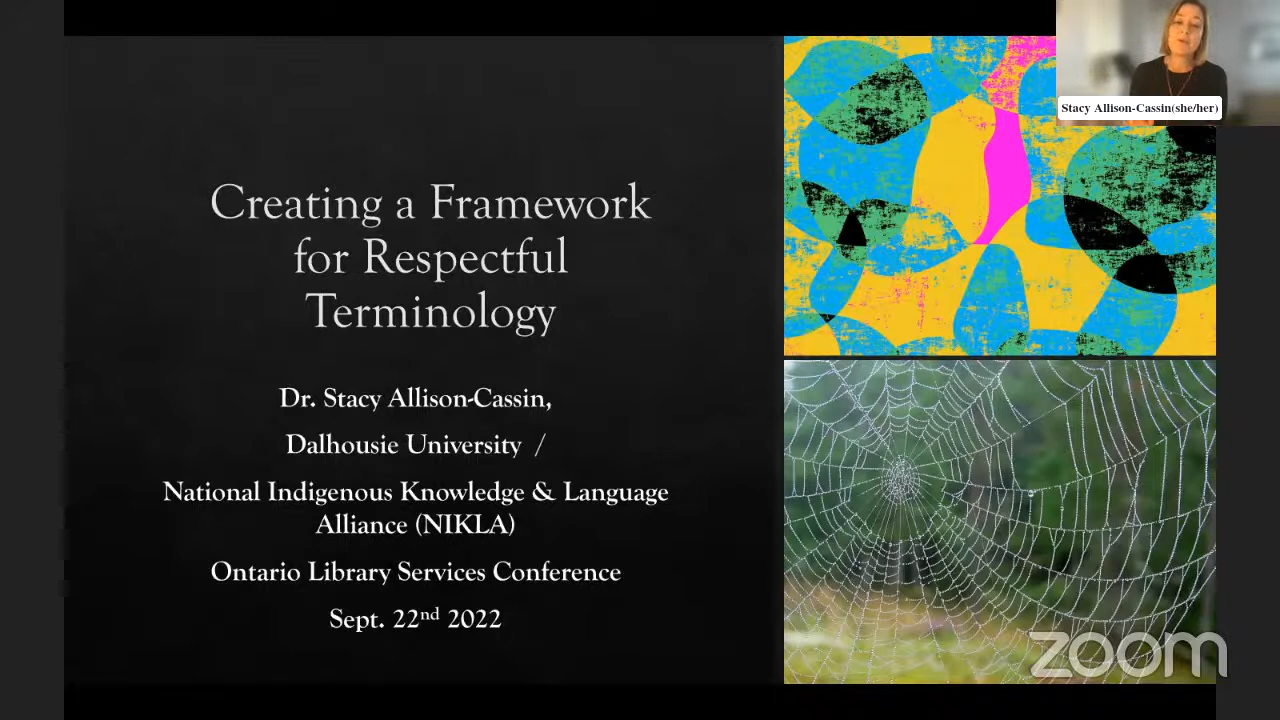 Creating a Framework
for Respectful
Terminology
Dr. Stacy Allison-Cassin,
Dalhousie University /
National Indigenous Knowledge & Language
Alliance (NIKLA)
Ontario Library Services Conference
Sept. 22nd 2022
Stacy Allison-Cassin(she/her)
zoom